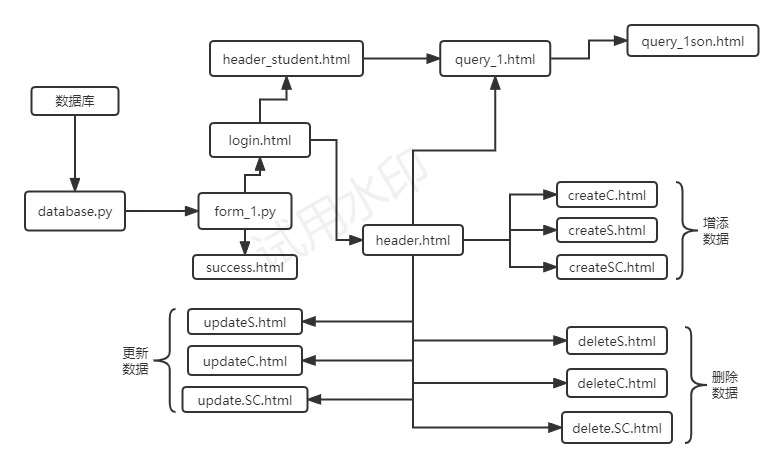 header_student.html
query_1.html
query_1son.html
数据库
login.html
database.py
form_1.py
success.html
header.html
createC.html
createS.html
createSC.html
增添
数据
updateS.html
updateC.html
update.SC.html
更新
数据
deleteS.html
deleteC.html
delete.SC.html
删除
数据
试用水印